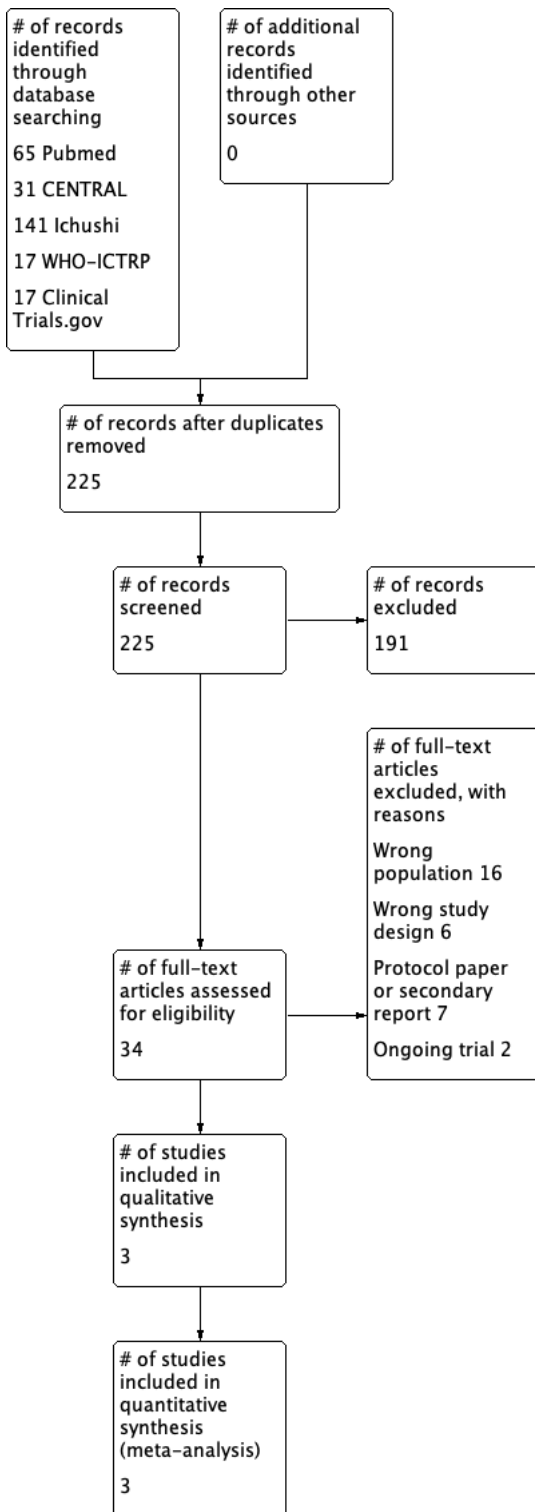 # of records
identified
through
database
searching
65 Pubmed
31 CENTRAL
141 Ichushi
17 WHO-ICTRP
17 Clinical
Trials.gov
# of additional
records
identified
through other
sources
0
# of records after duplicates
removed
225
# of records
screened
225
# of records
excluded
191
# of full-text
articles
excluded, with
reasons
Wrong
population 16
Wrong study
design 6
Protocol paper
or secondary
report 7
Ongoing trial 2
# of full-text
articles assessed
for eligibility
34
# of studies
included in
qualitative
synthesis
3
# of studies
included in
quantitative
synthesis
(meta-analysis)
3